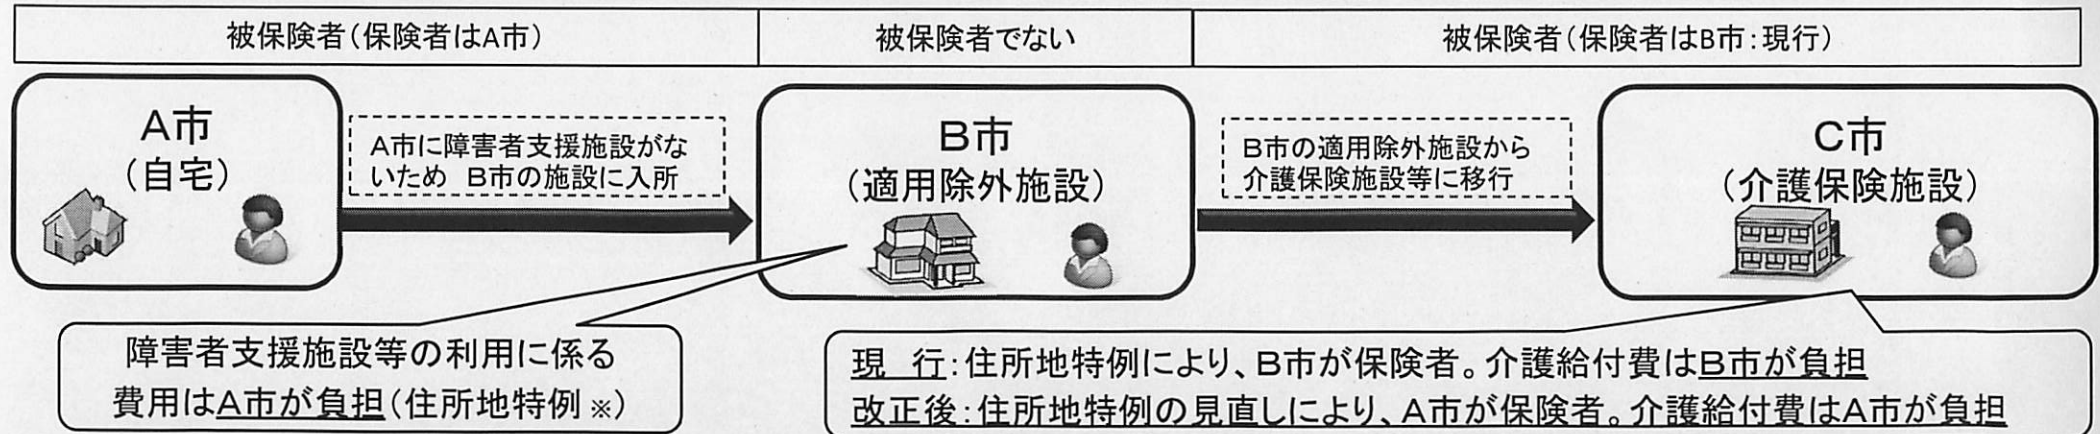 被保険者(保険者はA市)
被保険者でない
被保険者(保険者はB市:現行)
A市
(自宅)
A市に障害者支援施設がな
いため B市の施設に入所
B市
(適用除外施設)
B市の適用除外施設から
介護保険施設等に移行
C市
(介護保険施設)
障害者支援施設等の利用に係る
費用はA市が負担(住所地特例※)
現 行:住所地特例により、B市が保険者。介護給付費はB市が負担
改正後:住所地特例の見直しにより、A市が保険者。介護給付費はA市が負担